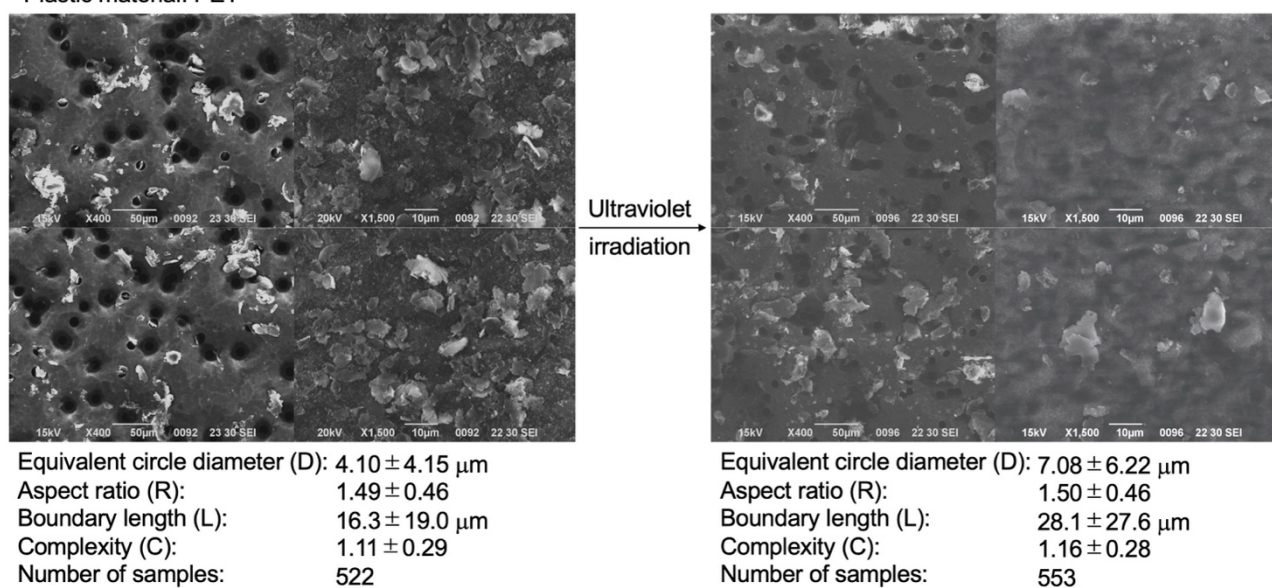 Plastic material: PET
15kV X400 50μm 0092 23 30 SEI
20kV X1,500 10μm 0092 22 30 SEI
15kV X400 50μm 0092 23 30 SEI
20kV X1,500 10μm 0092 22 30 SEI
Ultraviolet
irradiation
15kV X400 50μm 0096 22 30 SEI
15kV X1,500 10μm 0096 22 30 SEI
15kV X400 50μm 0096 22 30 SEI
15kV X1,500 10μm 0096 22 30 SEI
Equivalent circle diameter (D): 4.10±4.15 μm
Aspect ratio (R): 1.49±0.46
Boundary length (L): 16.3±19.0 μm
Complexity (C): 1.11±0.29
Number of samples: 522
Equivalent circle diameter (D): 7.08±6.22 μm
Aspect ratio (R): 1.50±0.46
Boundary length (L): 28.1±27.6 μm
Complexity (C): 1.16±0.28
Number of samples: 553